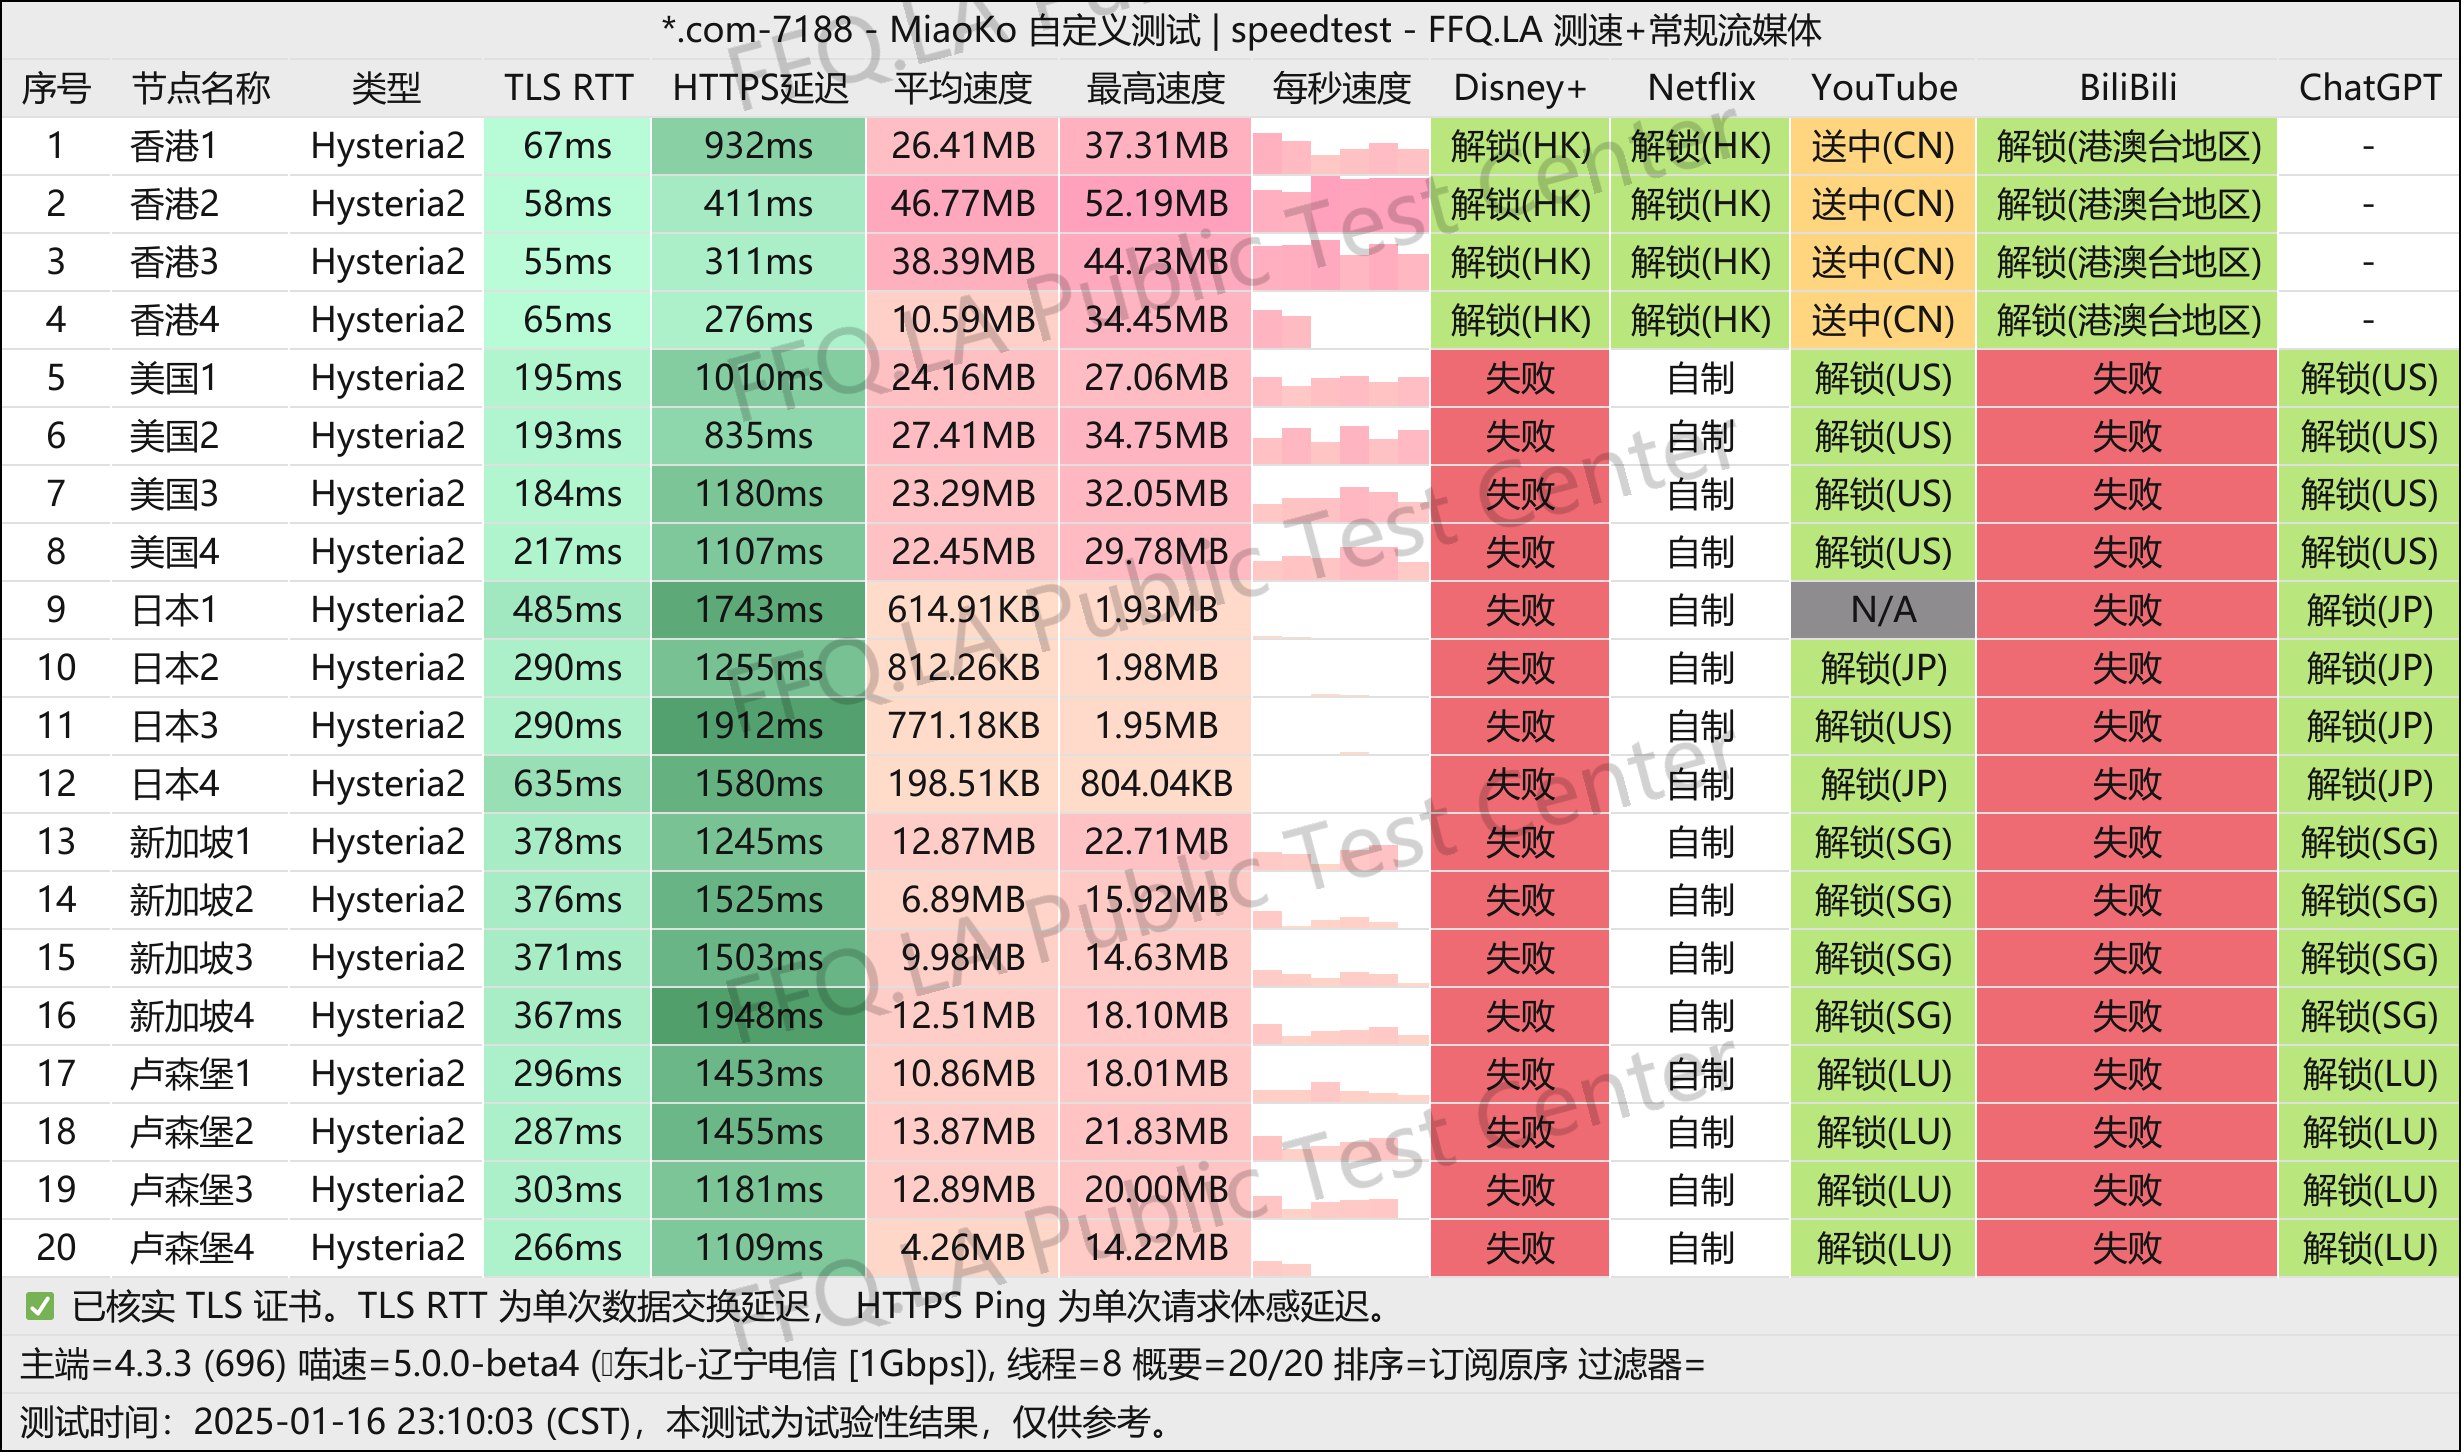 *.com-7188 - MiaoKo 自定义测试 | speedtest - FFQ.LA 测速+常规流媒体
序号 节点名称 类型 TLS RTT HTTPS延迟 平均速度 最高速度 每秒速度 Disney+ Netflix YouTube BiliBili ChatGPT
1 香港1 Hysteria2 67ms 932ms 26.41MB 37.31MB 解锁(HK) 解锁(HK) 送中(CN) 解锁(港澳台地区) -
2 香港2 Hysteria2 58ms 411ms 46.77MB 52.19MB 解锁(HK) 解锁(HK) 送中(CN) 解锁(港澳台地区) -
3 香港3 Hysteria2 55ms 311ms 38.39MB 44.73MB 解锁(HK) 解锁(HK) 送中(CN) 解锁(港澳台地区) -
4 香港4 Hysteria2 65ms 276ms 10.59MB 34.45MB 解锁(HK) 解锁(HK) 送中(CN) 解锁(港澳台地区) -
5 美国1 Hysteria2 195ms 1010ms 24.16MB 27.06MB 失败 自制 解锁(US) 失败 解锁(US)
6 美国2 Hysteria2 193ms 835ms 27.41MB 34.75MB 失败 自制 解锁(US) 失败 解锁(US)
7 美国3 Hysteria2 184ms 1180ms 23.29MB 32.05MB 失败 自制 解锁(US) 失败 解锁(US)
8 美国4 Hysteria2 217ms 1107ms 22.45MB 29.78MB 失败 自制 解锁(US) 失败 解锁(US)
9 日本1 Hysteria2 485ms 1743ms 614.91KB 1.93MB 失败 自制 N/A 失败 解锁(JP)
10 日本2 Hysteria2 290ms 1255ms 812.26KB 1.98MB 失败 自制 解锁(JP) 失败 解锁(JP)
11 日本3 Hysteria2 290ms 1912ms 771.18KB 1.95MB 失败 自制 解锁(US) 失败 解锁(JP)
12 日本4 Hysteria2 635ms 1580ms 198.51KB 804.04KB 失败 自制 解锁(JP) 失败 解锁(JP)
13 新加坡1 Hysteria2 378ms 1245ms 12.87MB 22.71MB 失败 自制 解锁(SG) 失败 解锁(SG)
14 新加坡2 Hysteria2 376ms 1525ms 6.89MB 15.92MB 失败 自制 解锁(SG) 失败 解锁(SG)
15 新加坡3 Hysteria2 371ms 1503ms 9.98MB 14.63MB 失败 自制 解锁(SG) 失败 解锁(SG)
16 新加坡4 Hysteria2 367ms 1948ms 12.51MB 18.10MB 失败 自制 解锁(SG) 失败 解锁(SG)
17 卢森堡1 Hysteria2 296ms 1453ms 10.86MB 18.01MB 失败 自制 解锁(LU) 失败 解锁(LU)
18 卢森堡2 Hysteria2 287ms 1455ms 13.87MB 21.83MB 失败 自制 解锁(LU) 失败 解锁(LU)
19 卢森堡3 Hysteria2 303ms 1181ms 12.89MB 20.00MB 失败 自制 解锁(LU) 失败 解锁(LU)
20 卢森堡4 Hysteria2 266ms 1109ms 4.26MB 14.22MB 失败 自制 解锁(LU) 失败 解锁(LU)
✅ 已核实 TLS 证书。TLS RTT 为单次数据交换延迟， HTTPS Ping 为单次请求体感延迟。
主端=4.3.3 (696) 喵速=5.0.0-beta4 (东北-辽宁电信 [1Gbps]), 线程=8 概要=20/20 排序=订阅原序 过滤器=
测试时间：2025-01-16 23:10:03 (CST)，本测试为试验性结果，仅供参考。
FFQ.LA Public Test Center
FFQ.LA Public Test Center
FFQ.LA Public Test Center
FFQ.LA Public Test Center